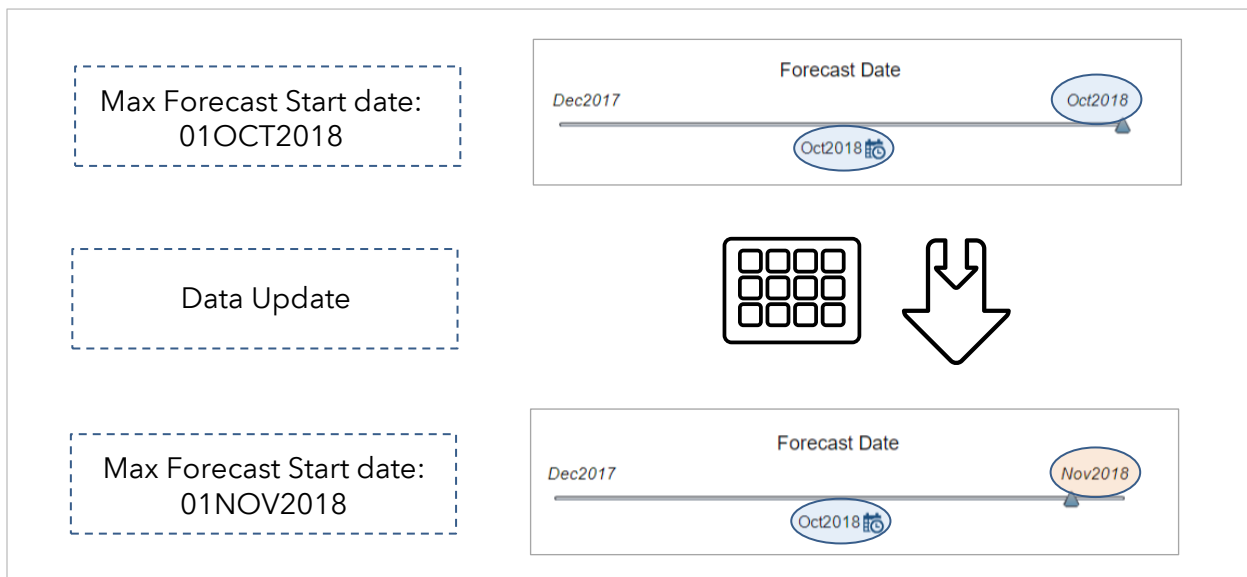 Max Forecast Start date:
01OCT2018
Forecast Date
Dec2017
Oct2018
Oct2018
Data Update
Max Forecast Start date:
01NOV2018
Forecast Date
Dec2017
Nov2018
Oct2018